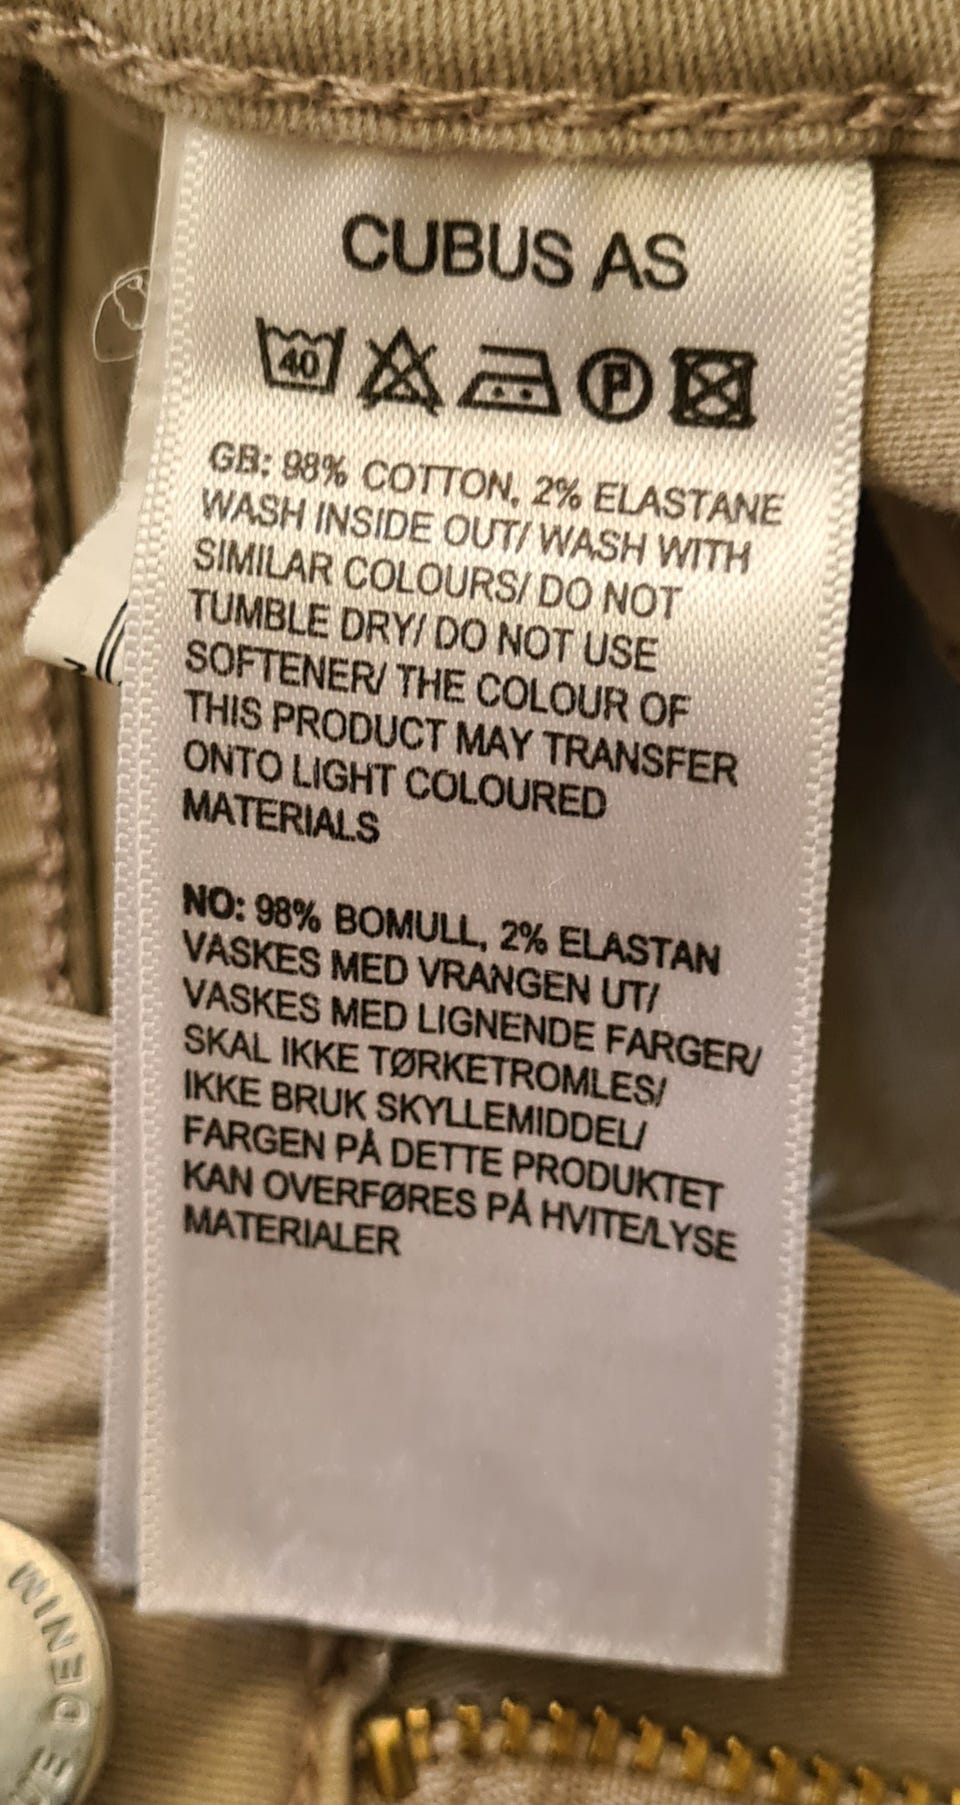 CUBUS AS
40 P
GB: 98% COTTON, 2% ELASTANE
WASH INSIDE OUT/ WASH WITH
SIMILAR COLOURS/ DO NOT
TUMBLE DRY/ DO NOT USE
SOFTENER/ THE COLOUR OF
THIS PRODUCT MAY TRANSFER
ONTO LIGHT COLOURED
MATERIALS
NO: 98% BOMULL, 2% ELASTAN
VASKES MED VRANGEN UT/
VASKES MED LIGNENDE FARGER/
SKAL IKKE TØRKETROMLES/
IKKE BRUK SKYLLEMIDDEL/
FARGEN PÅ DETTE PRODUKTET
KAN OVERFØRES PÅ HVITE/LYSE
MATERIALER
DENIM